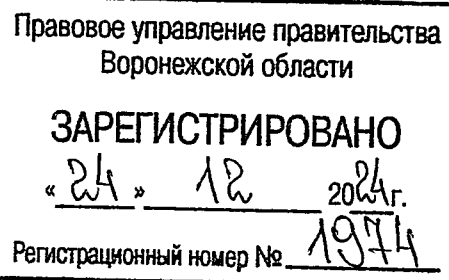 Правовое управление правительства
Воронежской области
ЗАРЕГИСТРИРОВАНО
«24» 12 2024г.
Регистрационный номер № 1974